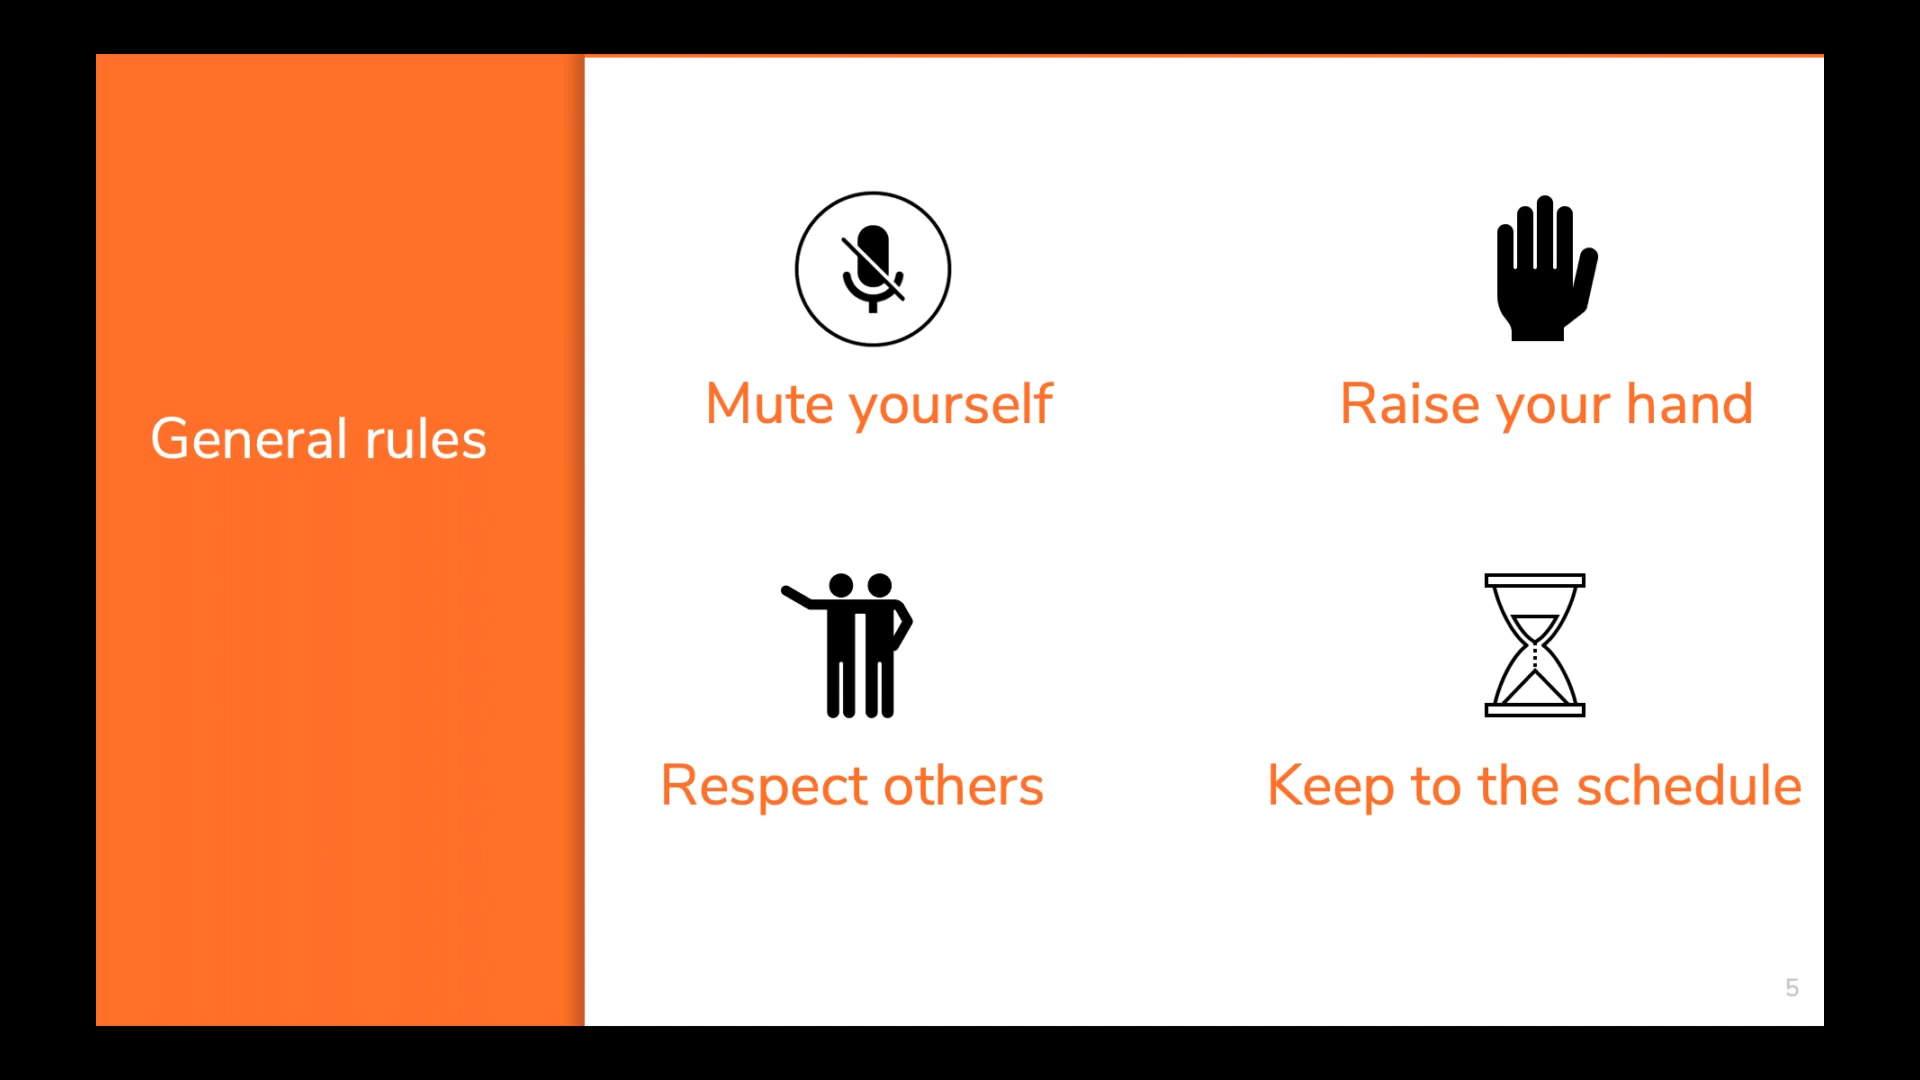 General rules
Mute yourself
Raise your hand
Respect others
Keep to the schedule
5